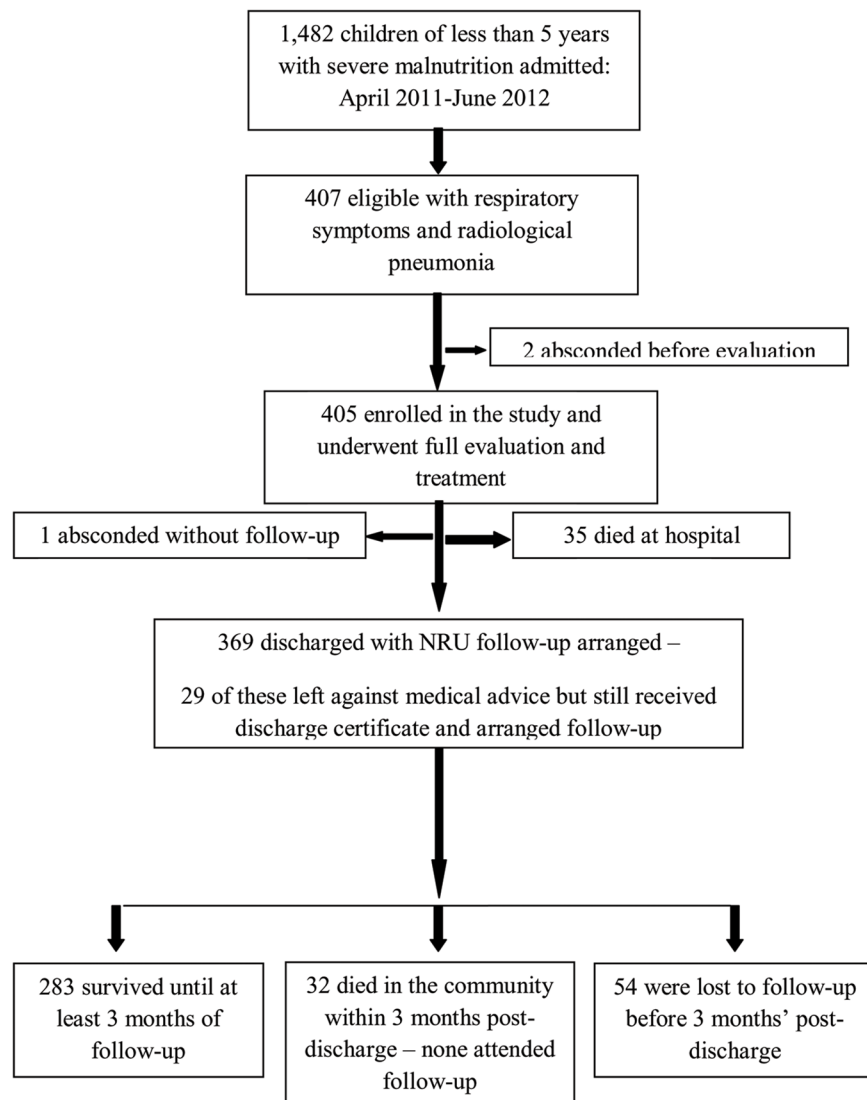 1,482 children of less than 5 years
with severe malnutrition admitted:
April 2011-June 2012
407 eligible with respiratory
symptoms and radiological
pneumonia
2 absconded before evaluation
405 enrolled in the study and
underwent full evaluation and
treatment
1 absconded without follow-up
35 died at hospital
369 discharged with NRU follow-up arranged –
29 of these left against medical advice but still received
discharge certificate and arranged follow-up
283 survived until at
least 3 months of
follow-up
32 died in the community
within 3 months post-
discharge – none attended
follow-up
54 were lost to follow-up
before 3 months’ post-
discharge